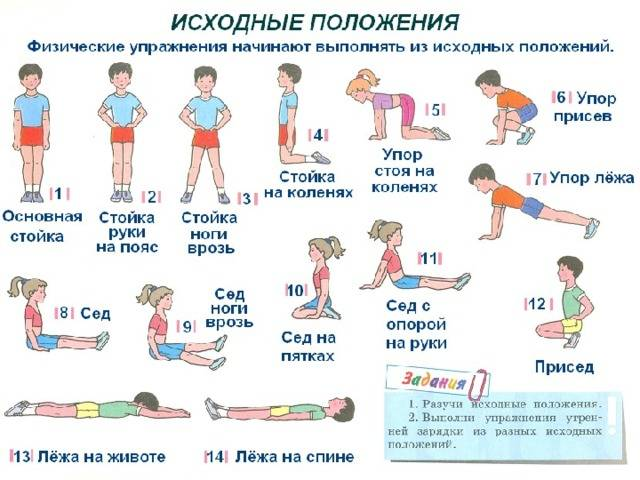 ИСХОДНЫЕ ПОЛОЖЕНИЯ
Физические упражнения начинают выполнять из исходных положений.
1
Основная
стойка
2
Стойка
руки
на пояс
3
Стойка
ноги
врозь
4
Стойка
на коленях
5
Упор
стоя на
коленях
6 Упор
присев
7 Упор лёжа
8 Сед
9
Сед
ноги
врозь
10
Сед на
пятках
11
Сед с
опорой
на руки
12
Присед
13 Лёжа на животе
14 Лёжа на спине
Задания
1. Разучи исходные положения.
2. Выполни упражнения утрен-
ней зарядки из разных исходных
положений.